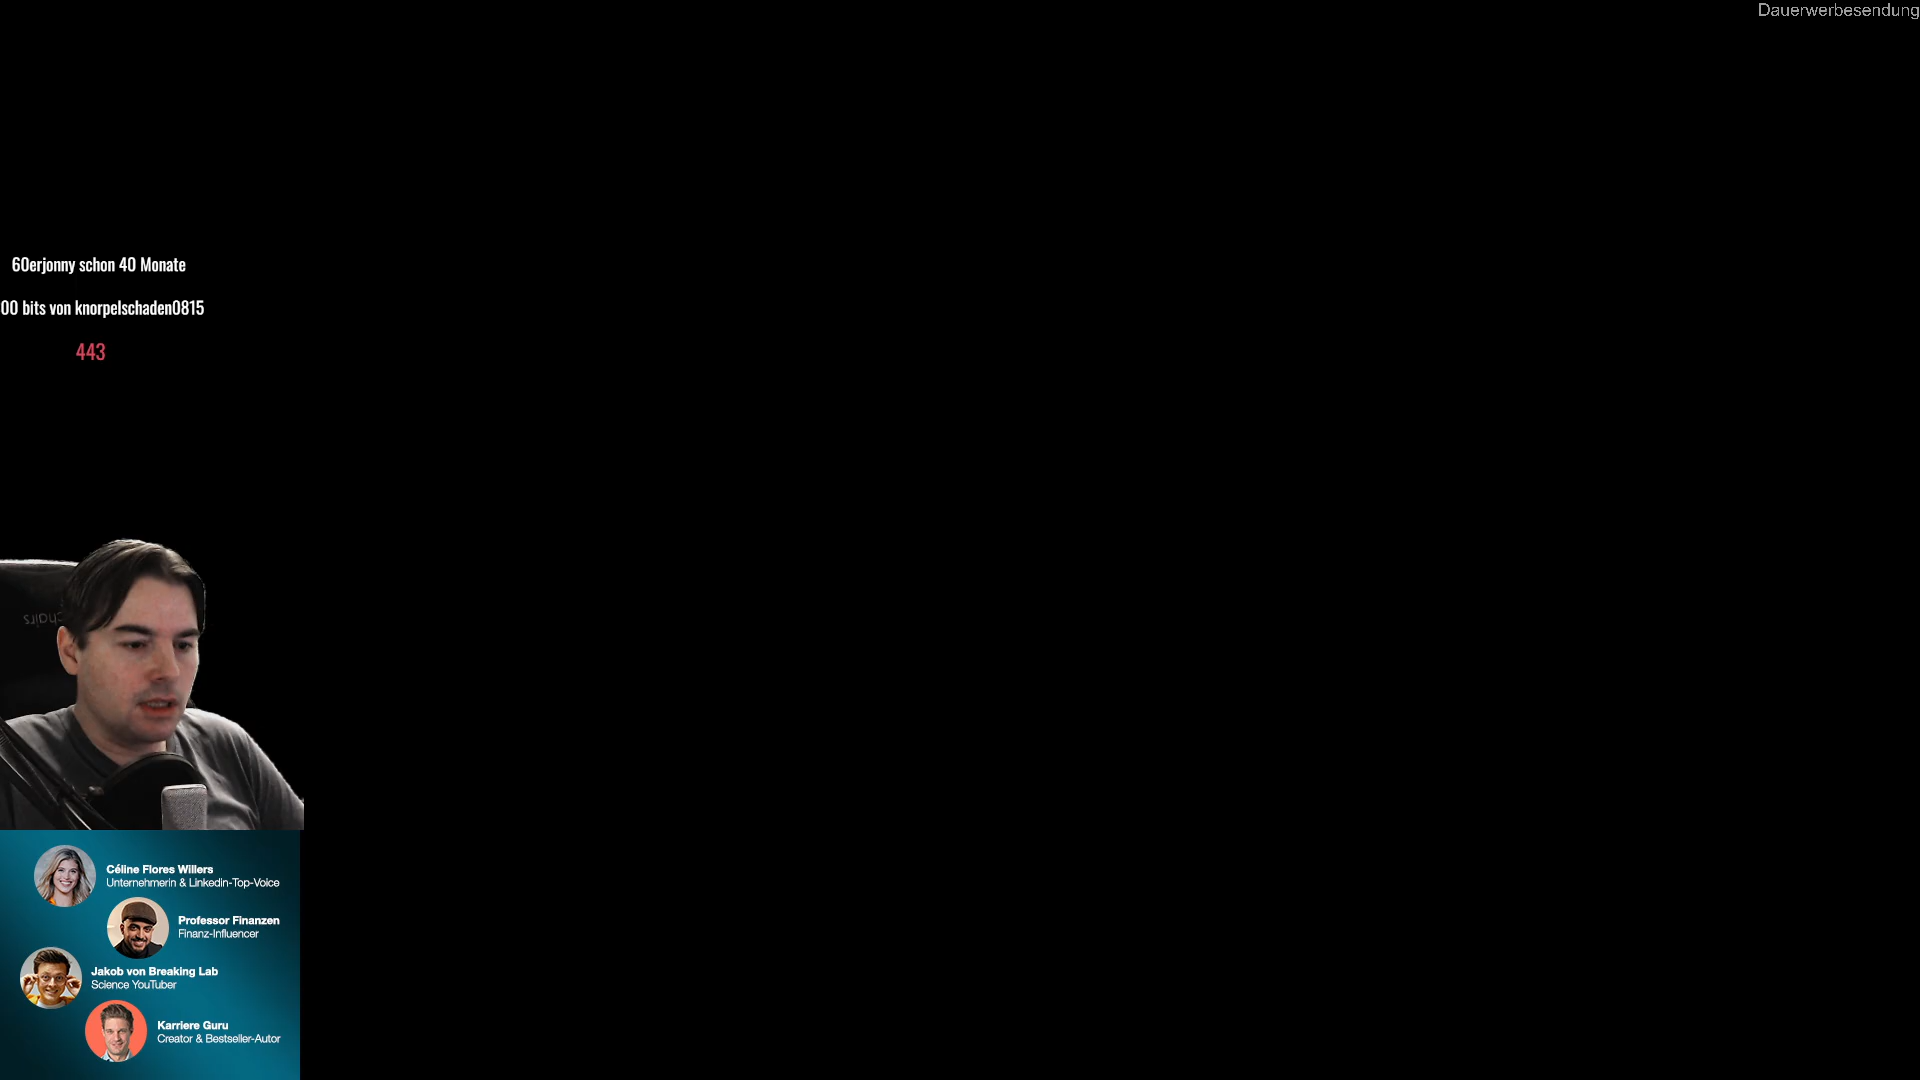 Dauerwerbesendung
60erjonny schon 40 Monate
00 bits von knorpelschaden0815
443
chairs
Céline Flores Willers
Unternehmerin & LinkedIn-Top-Voice
Professor Finanzen
Finanz-Influencer
Jakob von Breaking Lab
Science YouTuber
Karriere Guru
Creator & Bestseller-Autor